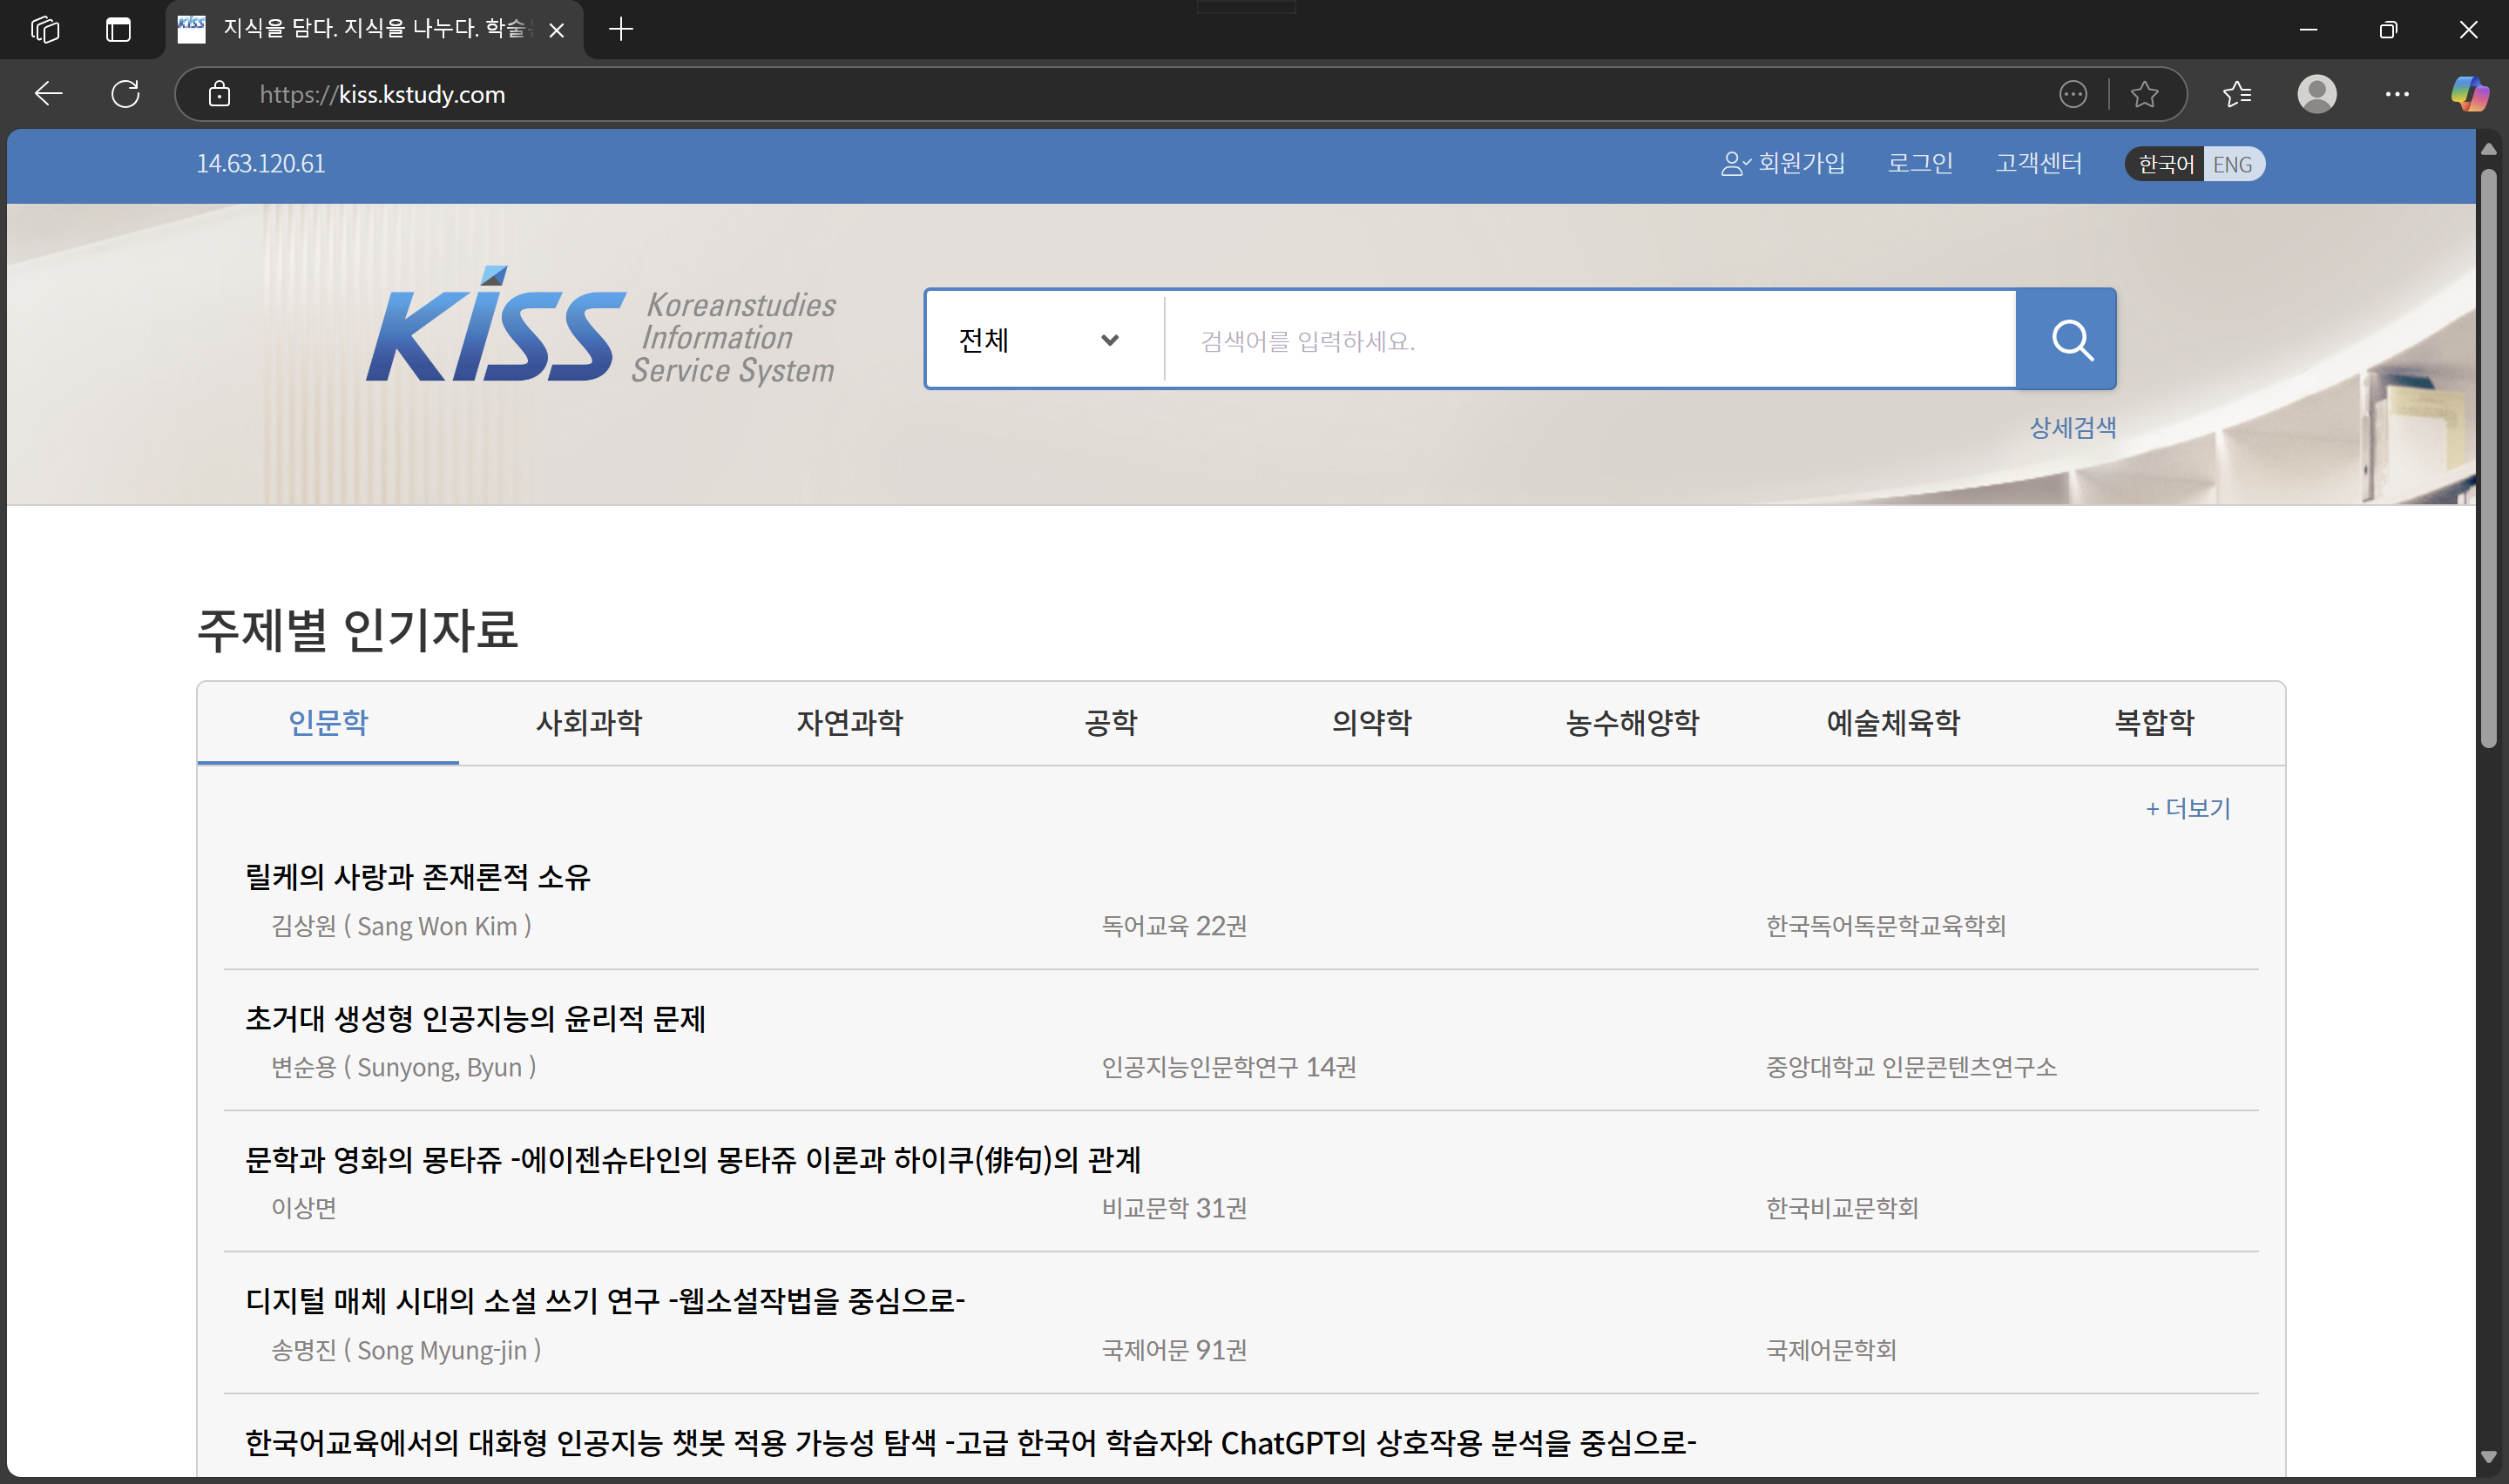 지식을 담다. 지식을 나누다. 학술
https://kiss.kstudy.com
14.63.120.61
회원가입 로그인 고객센터 한국어 ENG
KISS Koreanstudies
Information
Service System
전체 검색어를 입력하세요.
상세검색
주제별 인기자료
인문학 사회과학 자연과학 공학 의약학 농수해양학 예술체육학 복합학
+ 더보기
릴케의 사랑과 존재론적 소유
김상원 ( Sang Won Kim ) 독어교육 22권 한국독어독문학교육학회
초거대 생성형 인공지능의 윤리적 문제
변순용 ( Sunyong, Byun ) 인공지능인문학연구 14권 중앙대학교 인문콘텐츠연구소
문학과 영화의 몽타쥬 -에이젠슈타인의 몽타쥬 이론과 하이쿠(俳句)의 관계
이상면 비교문학 31권 한국비교문학회
디지털 매체 시대의 소설 쓰기 연구 -웹소설작법을 중심으로-
송명진 ( Song Myung-jin ) 국제어문 91권 국제어문학회
한국어교육에서의 대화형 인공지능 챗봇 적용 가능성 탐색 -고급 한국어 학습자와 ChatGPT의 상호작용 분석을 중심으로-